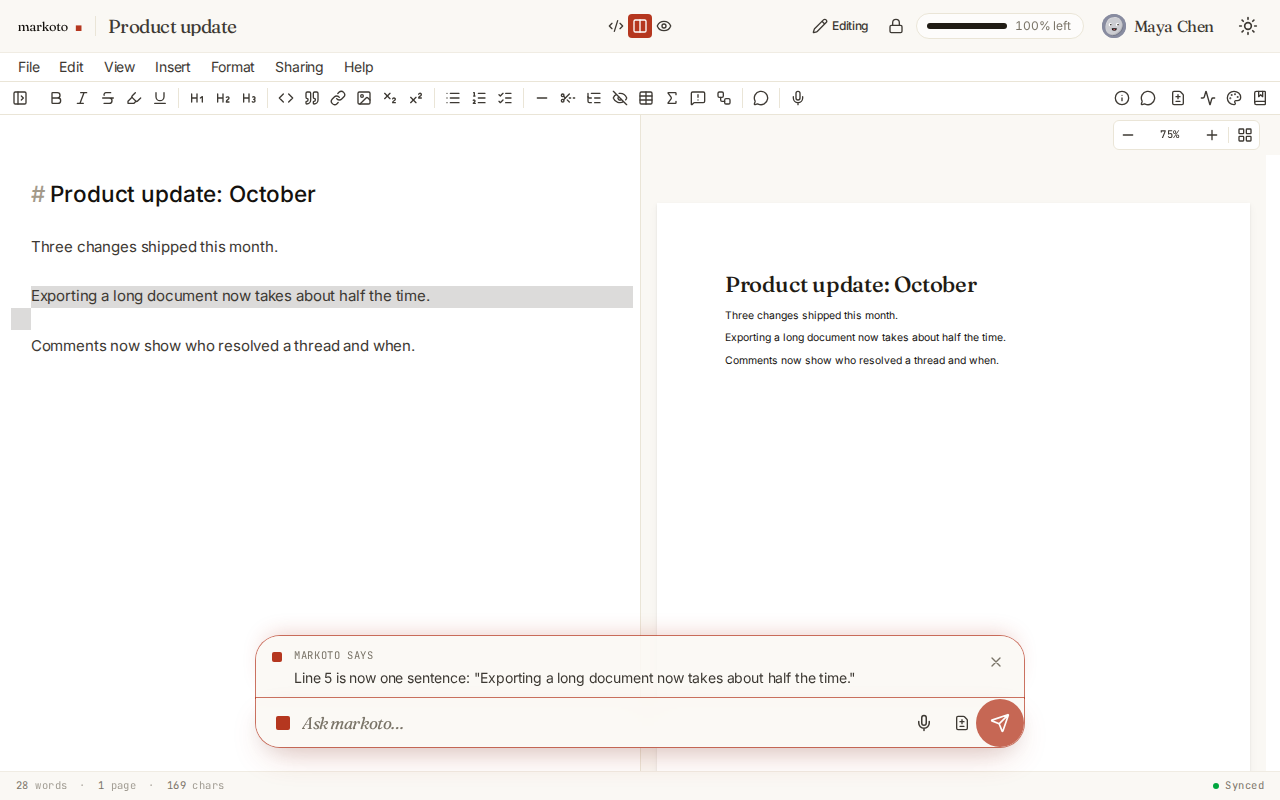 markoto
Product update
Editing
100% left
Maya Chen
File Edit View Insert Format Sharing Help
B I S U H1 H2 H3 X2 X2
75%
# Product update: October
Three changes shipped this month.
Exporting a long document now takes about half the time.
Comments now show who resolved a thread and when.
Product update: October
Three changes shipped this month.
Exporting a long document now takes about half the time.
Comments now show who resolved a thread and when.
MARKOTO SAYS
Line 5 is now one sentence: "Exporting a long document now takes about half the time."
Ask markoto...
28 words · 1 page · 169 chars
Synced